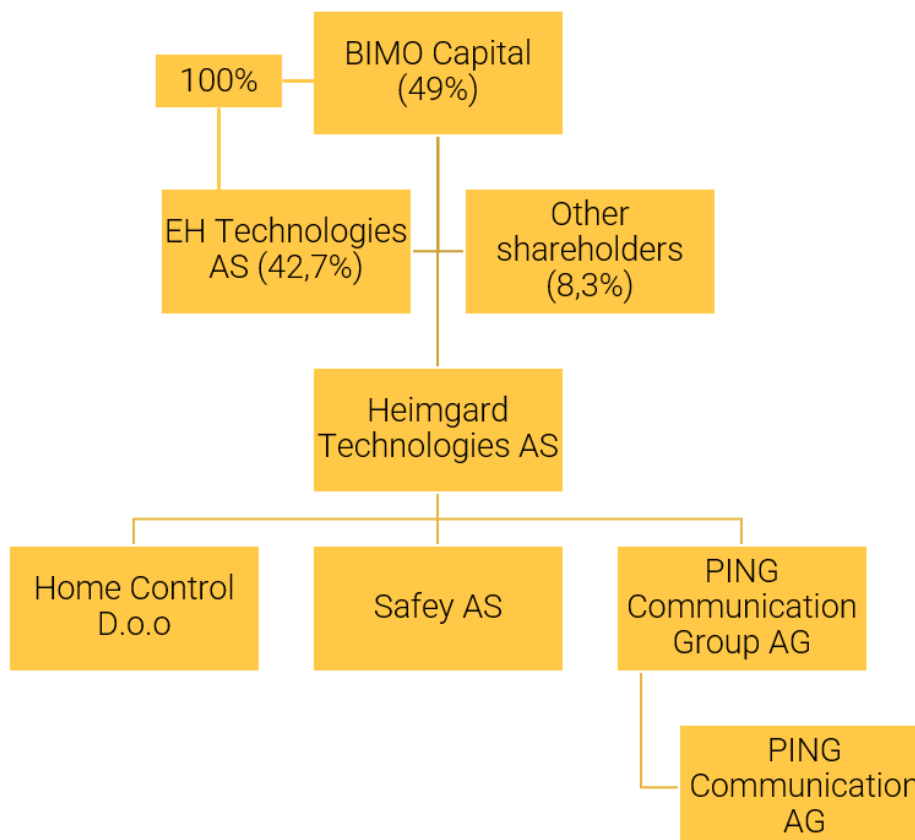 BIMO Capital
(49%)
100%
EH Technologies
AS (42,7%)
Other
shareholders
(8,3%)
Heimgard
Technologies AS
Home Control
D.o.o
Safey AS
PING
Communication
Group AG
PING
Communication
AG